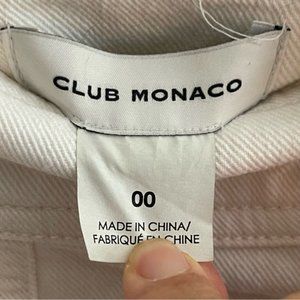 CLUB MONACO
00
MADE IN CHINA/
FABRIQUÉ EN CHINE